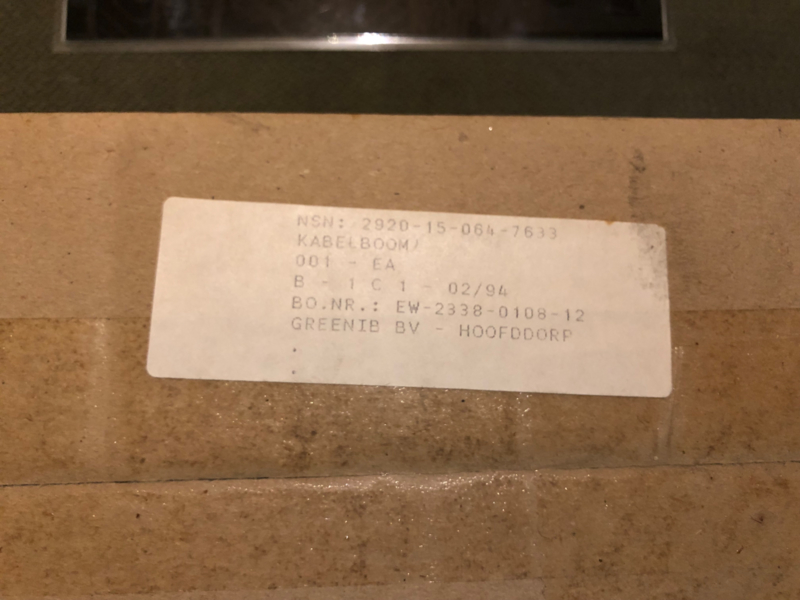 NSN: 2920-15-064-7633
KABELBOOM/
001 - EA
B - 1 C 1 - 02/94
BO.NR.: EW-2338-0108-12
GREENIB BV - HOOFDDORP